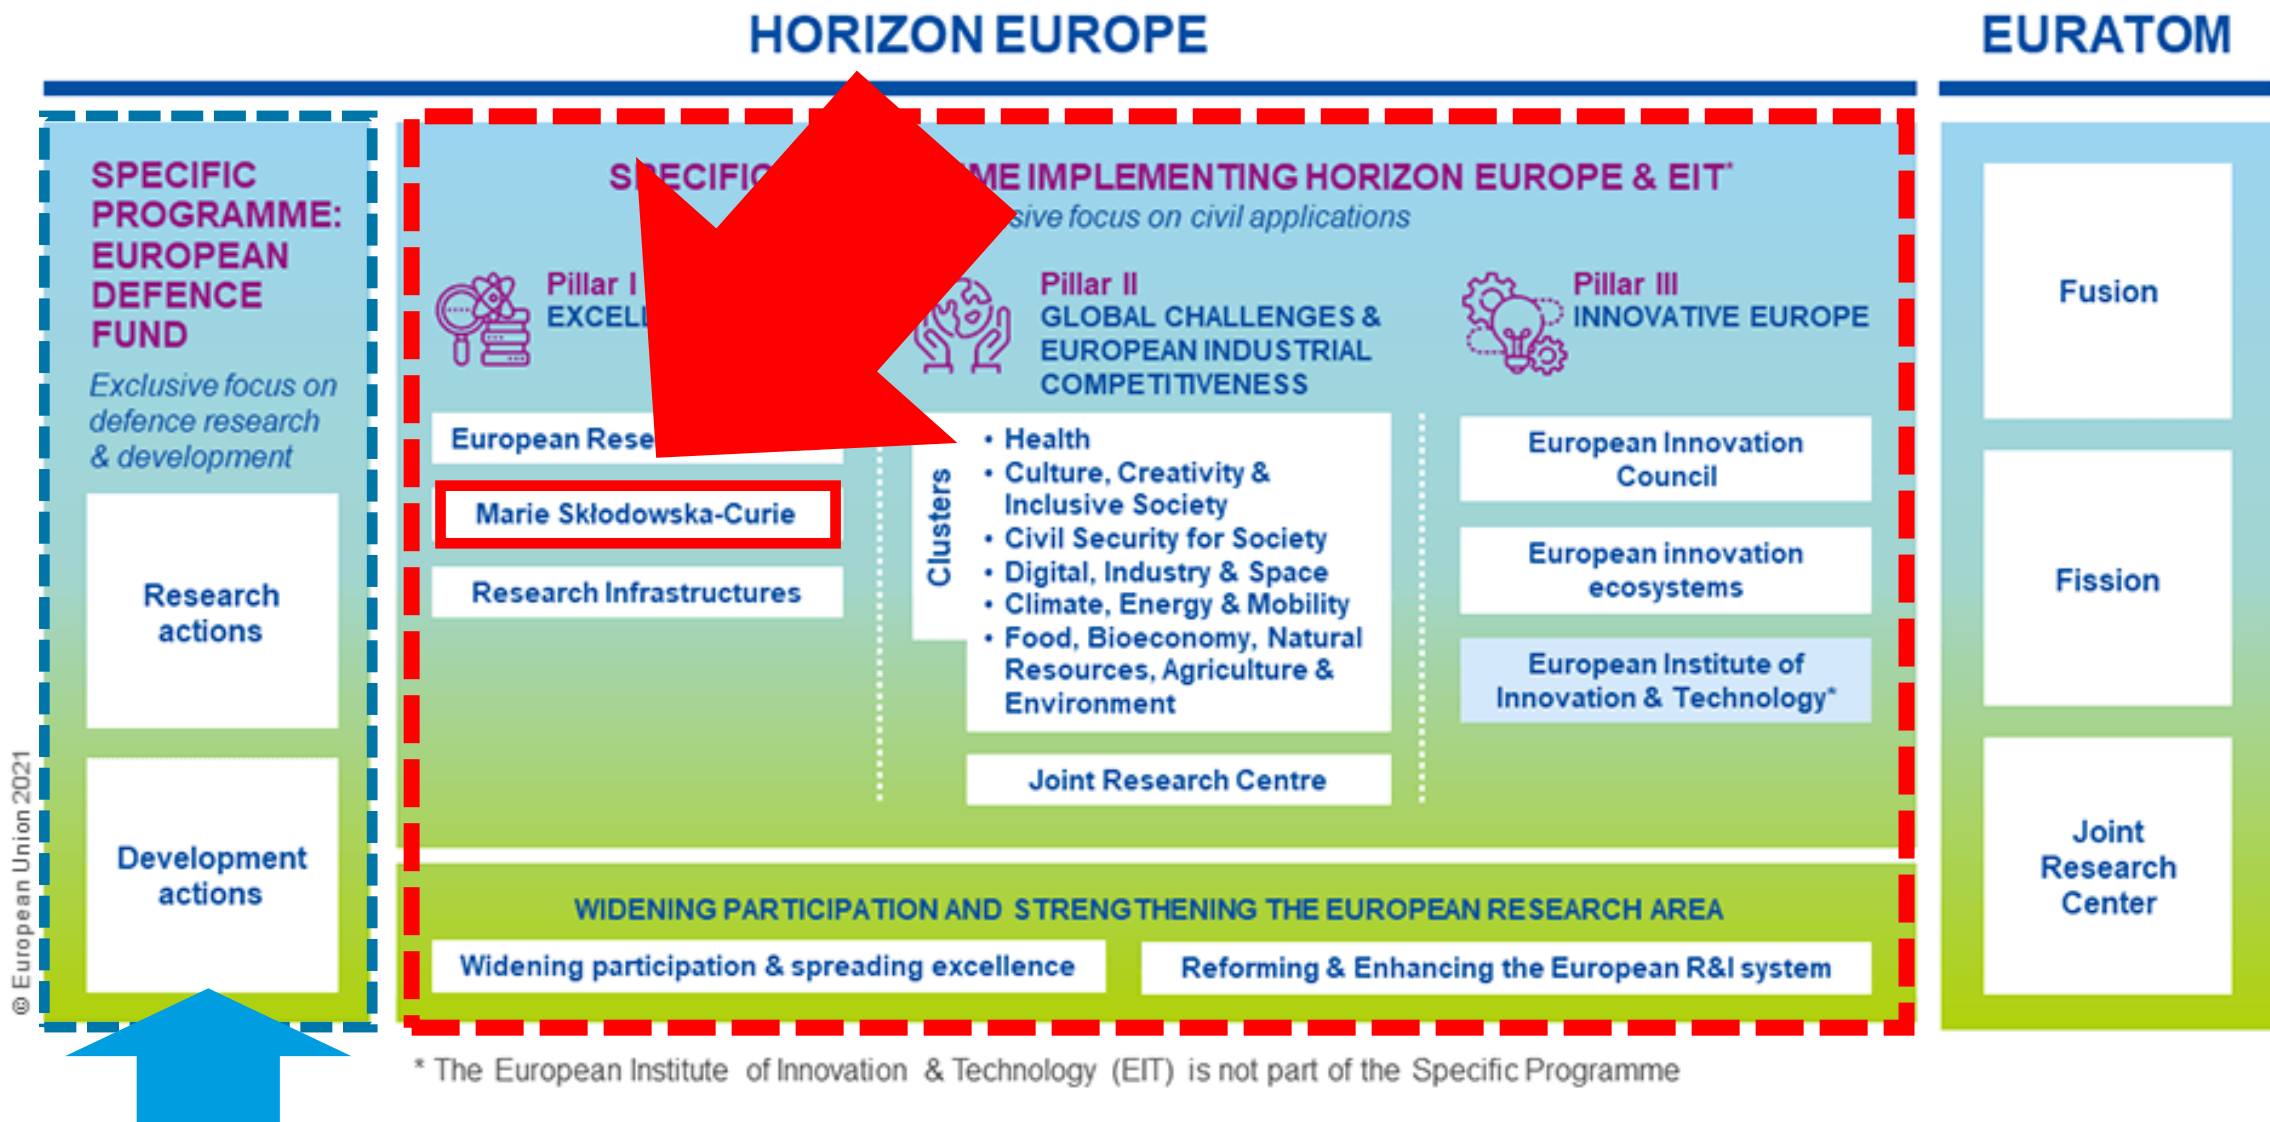 HORIZON EUROPE
EURATOM
SPECIFIC
PROGRAMME:
EUROPEAN
DEFENCE
FUND
Exclusive focus on
defence research
& development
Research
actions
Development
actions
© European Union 2021
IMPLEMENTING HORIZON EUROPE & EIT*
focus on civil applications
Pillar I
European
Marie Skłodowska-Curie
Research Infrastructures
Pillar II
GLOBAL CHALLENGES &
EUROPEAN INDUSTRIAL
COMPETITIVENESS
Clusters
• Health
• Culture, Creativity &
Inclusive Society
• Civil Security for Society
• Digital, Industry & Space
• Climate, Energy & Mobility
• Food, Bioeconomy, Natural
Resources, Agriculture &
Environment
Joint Research Centre
Pillar III
INNOVATIVE EUROPE
European Innovation
Council
European innovation
ecosystems
European Institute of
Innovation & Technology*
WIDENING PARTICIPATION AND STRENGTHENING THE EUROPEAN RESEARCH AREA
Widening participation & spreading excellence
Reforming & Enhancing the European R&I system
* The European Institute of Innovation & Technology (EIT) is not part of the Specific Programme
Fusion
Fission
Joint
Research
Center